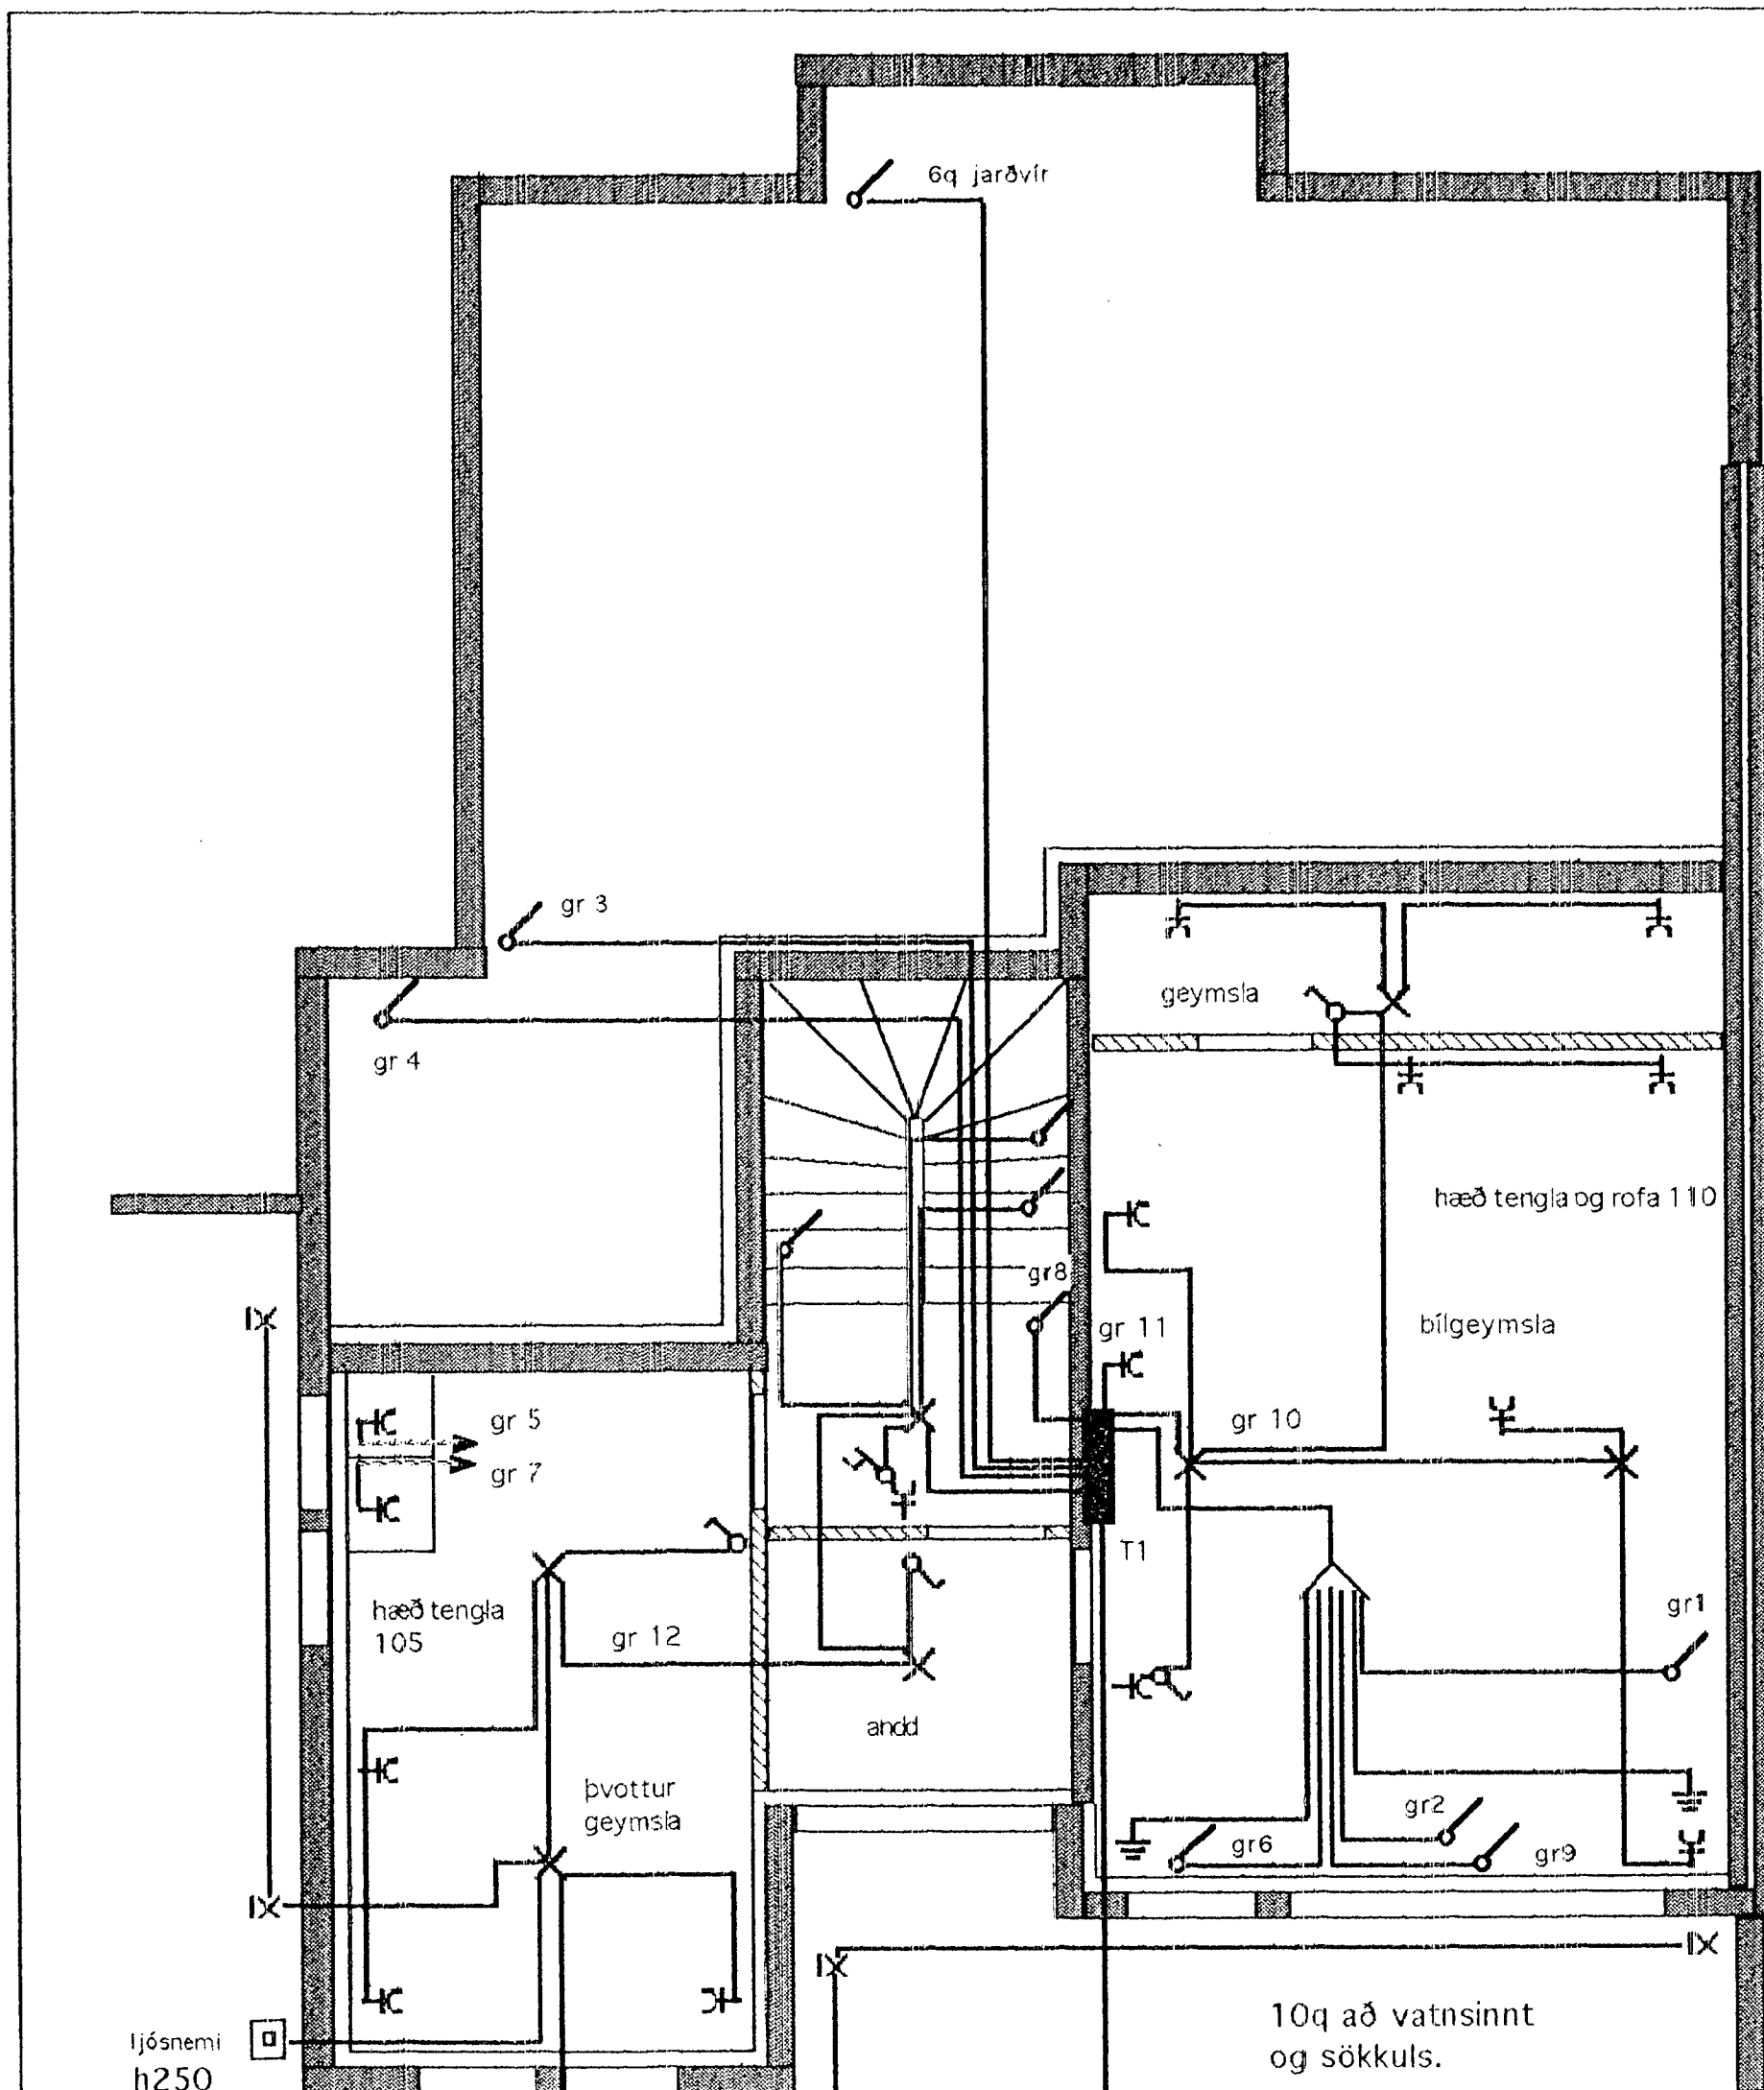 6q jarðvír
gr 3
gr 4
geymsla
hæð tengla og rofa 110
gr8
gr 11
bílgeymsla
gr 5
gr 7
gr 10
T1
hæð tengla
105
gr 12
gr1
andd
þvottur
geymsla
gr2
gr6
gr9
10q að vatnsinnt
og sökkuls.
ljósnemi
h250